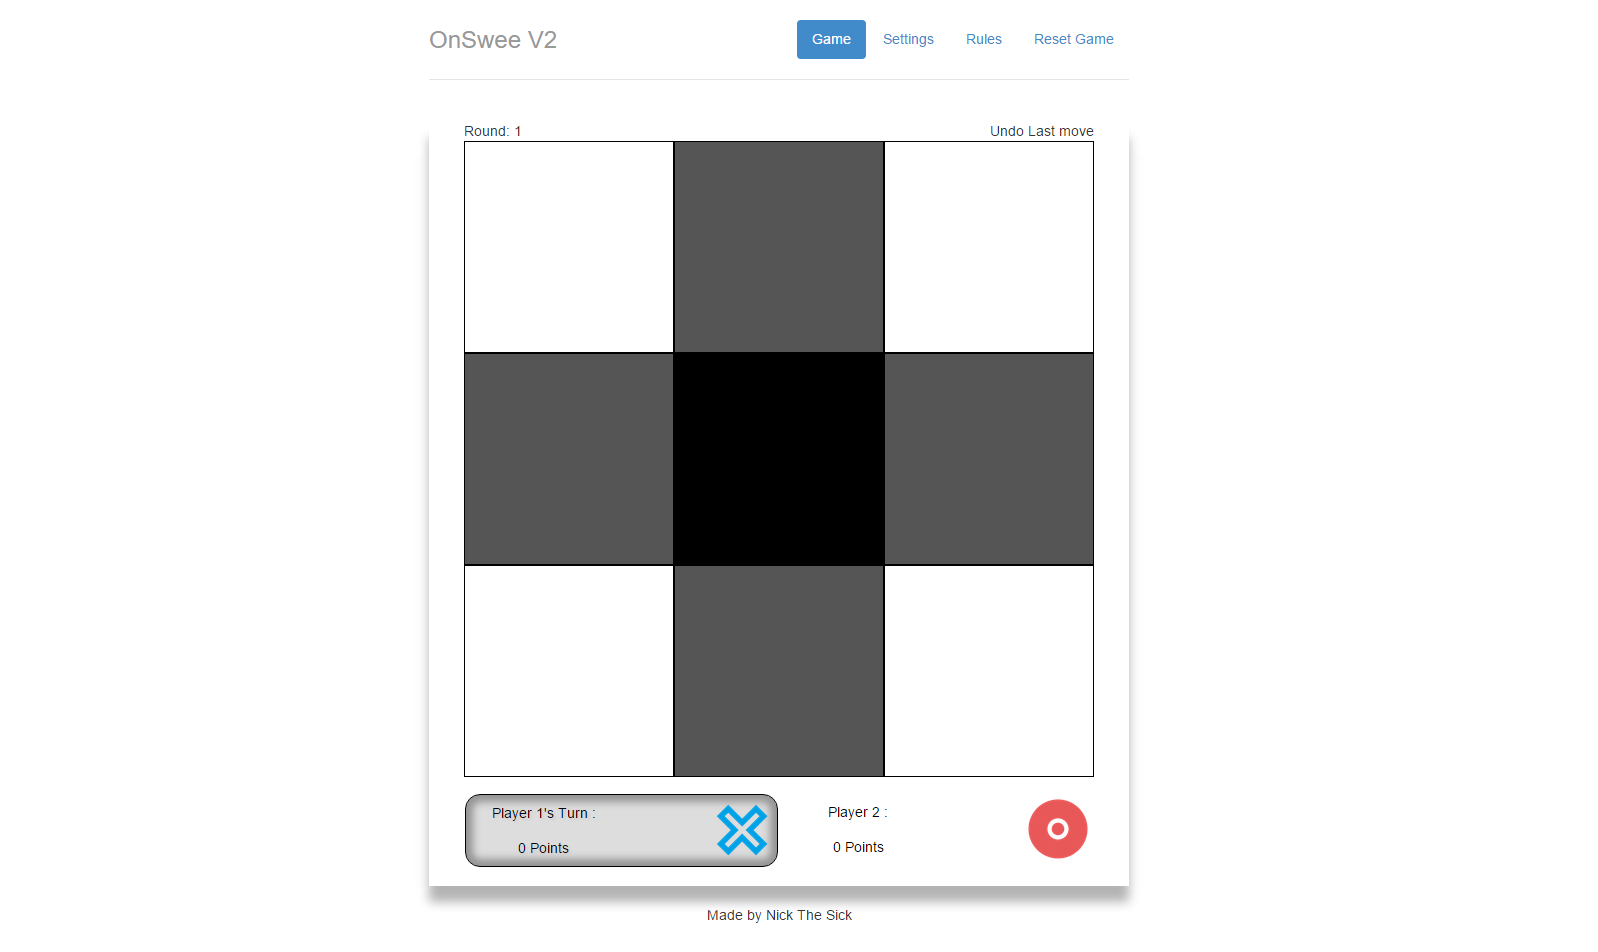 OnSwee V2
Game Settings Rules Reset Game
Round: 1 Undo Last move
Player 1's Turn :
0 Points
Player 2 :
0 Points
Made by Nick The Sick